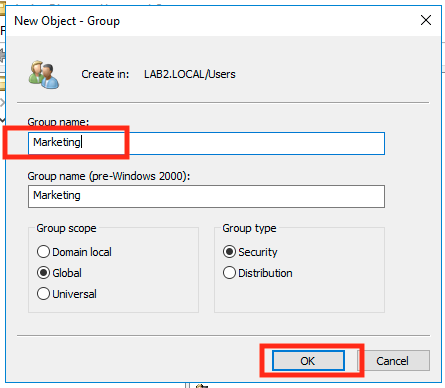 New Object - Group
Create in: LAB2.LOCAL/Users
Group name:
Marketing
Group name (pre-Windows 2000):
Marketing
Group scope
Domain local
Global
Universal
Group type
Security
Distribution
OK
Cancel